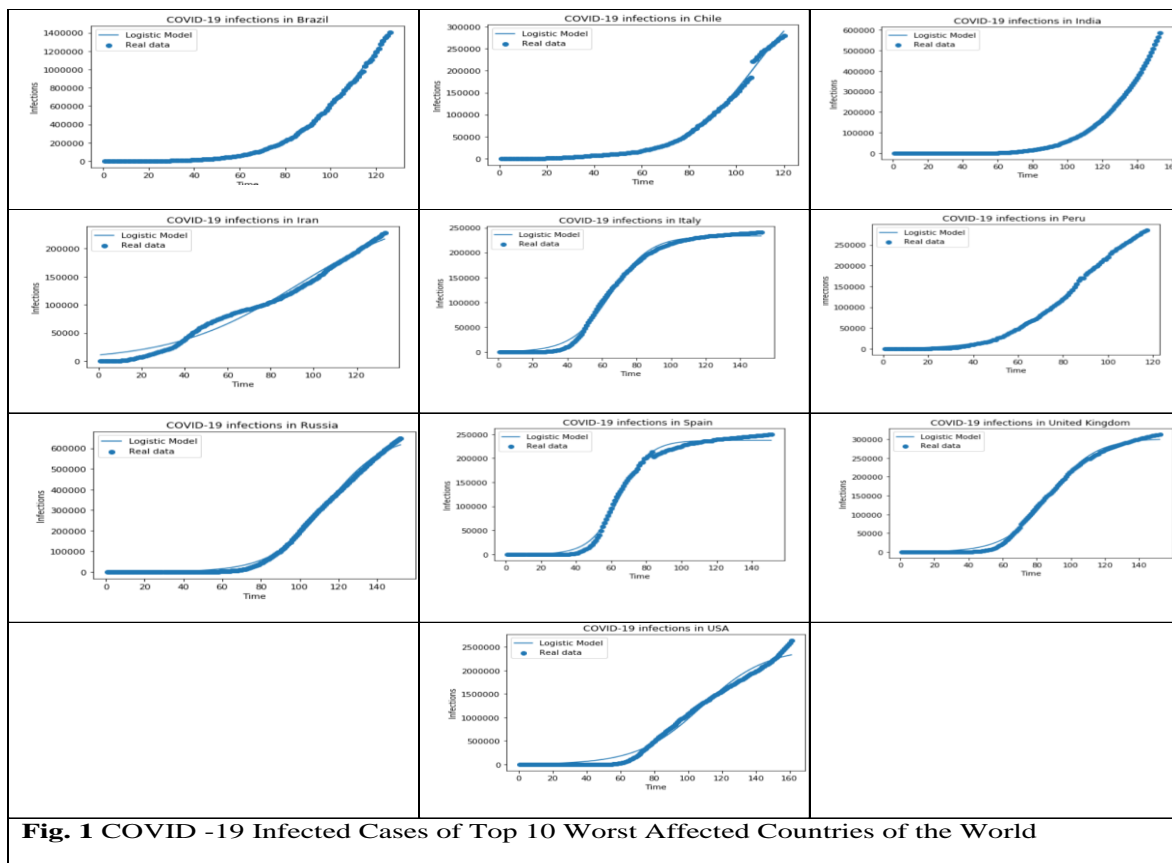 COVID-19 infections in Brazil
Logistic Model
Real data
1400000
1200000
1000000
800000
600000
400000
200000
0
Infections
0 20 40 60 80 100 120
Time
COVID-19 infections in Chile
Logistic Model
Real data
300000
250000
200000
150000
100000
50000
0
Infections
0 20 40 60 80 100 120
Time
COVID-19 infections in India
Logistic Model
Real data
600000
500000
400000
300000
200000
100000
0
Infections
0 20 40 60 80 100 120 140
Time
COVID-19 infections in Iran
Logistic Model
Real data
200000
150000
100000
50000
0
Infections
0 20 40 60 80 100 120
Time
COVID-19 infections in Italy
Logistic Model
Real data
250000
200000
150000
100000
50000
0
Infections
0 20 40 60 80 100 120 140
Time
COVID-19 infections in Peru
Logistic Model
Real data
250000
200000
150000
100000
50000
0
Infections
0 20 40 60 80 100 120
Time
COVID-19 infections in Russia
Logistic Model
Real data
600000
500000
400000
300000
200000
100000
0
Infections
0 20 40 60 80 100 120 140
Time
COVID-19 infections in Spain
Logistic Model
Real data
250000
200000
150000
100000
50000
0
Infections
0 20 40 60 80 100 120 140
Time
COVID-19 infections in United Kingdom
Logistic Model
Real data
300000
250000
200000
150000
100000
50000
0
Infections
0 20 40 60 80 100 120 140
Time
COVID-19 infections in USA
Logistic Model
Real data
2500000
2000000
1500000
1000000
500000
0
Infections
0 20 40 60 80 100 120 140 160
Time
Fig. 1 COVID -19 Infected Cases of Top 10 Worst Affected Countries of the World